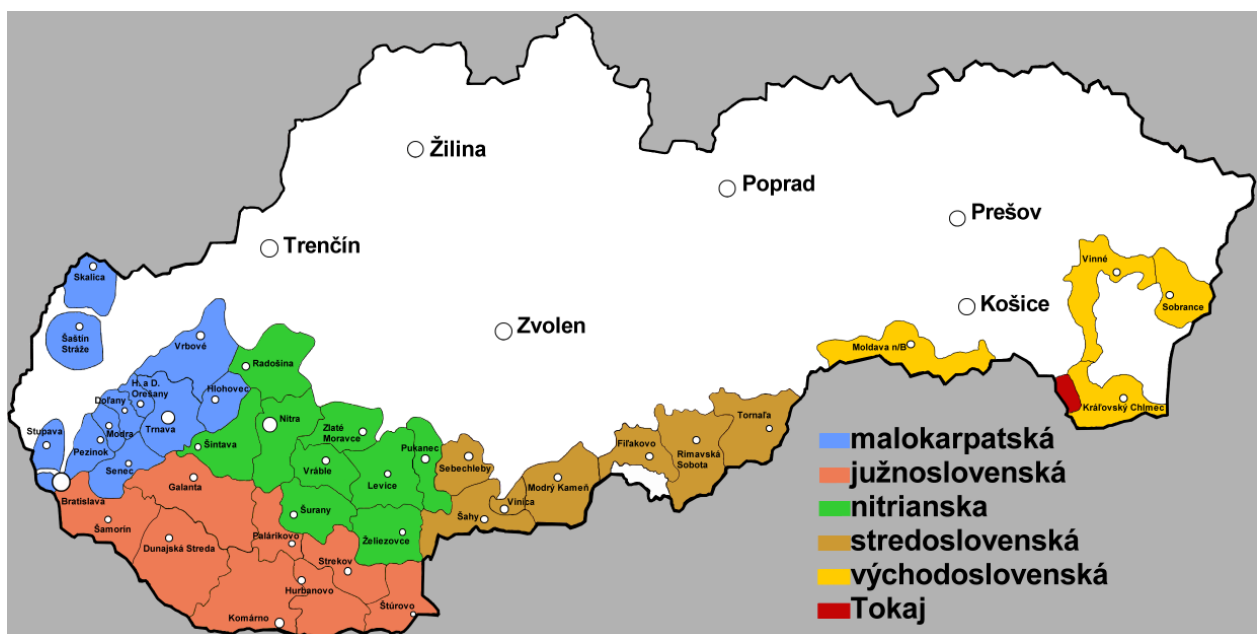 Žilina
Poprad
Prešov
Trenčín
Košice
Zvolen
Skalica
Šaštín
Stráže
Vrbové
Radošina
H. a D.
Orešany
Hlohovec
Doľany
Modra
Trnava
Stupava
Pezinok
Senec
Bratislava
Nitra
Šintava
Zlaté
Moravce
Pukanec
Vráble
Levice
Šurany
Želiezovce
Galanta
Šamorín
Dunajská Streda
Palárikovo
Strekov
Hurbanovo
Komárno
Štúrovo
Sebechleby
Modrý Kameň
Vinica
Šahy
Fiľakovo
Rimavská
Sobota
Tornaľa
Moldava n/B
Vinné
Sobrance
Kráľovský Chlmec
malokarpatská
južnoslovenská
nitrianska
stredoslovenská
východoslovenská
Tokaj